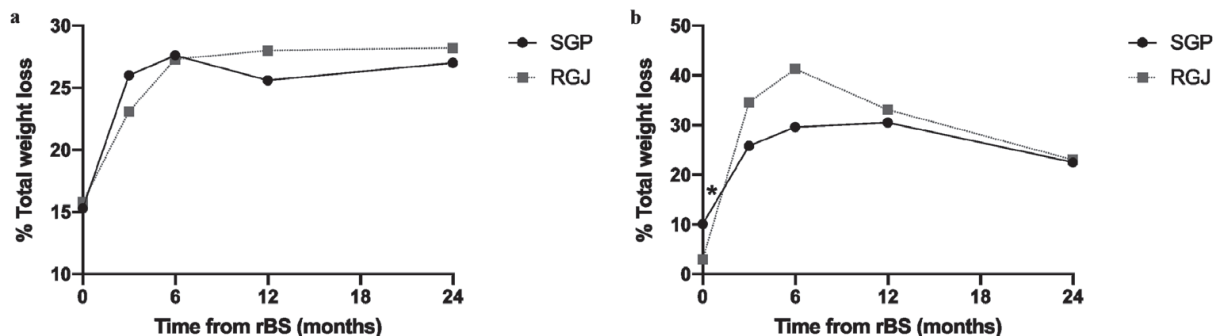 a
30
25
20
15
10
% Total weight loss
0
6
12
18
24
Time from rBS (months)
SGP
RGJ
b
50
40
30
20
10
0
% Total weight loss
*
0
6
12
18
24
Time from rBS (months)
SGP
RGJ